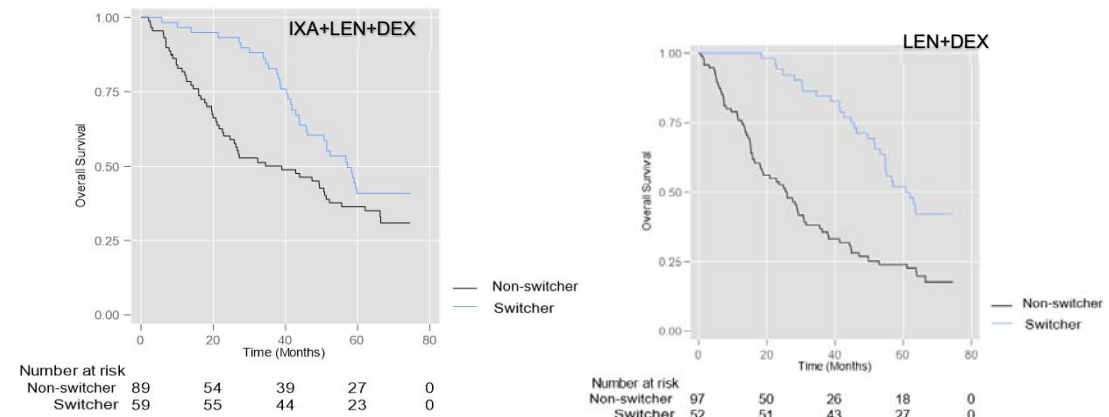 IXA+LEN+DEX
1.00
0.75
0.50
0.25
0.00
Overall Survival
0
20
40
60
80
Time (Months)
Non-switcher
Switcher
Number at risk
Non-switcher 89 54 39 27 0
Switcher 59 55 44 23 0
LEN+DEX
1.00
0.75
0.50
0.25
0.00
Overall Survival
0
20
40
60
80
Time (Months)
Non-switcher
Switcher
Number at risk
Non-switcher 97 50 26 18 0
Switcher 52 51 43 27 0